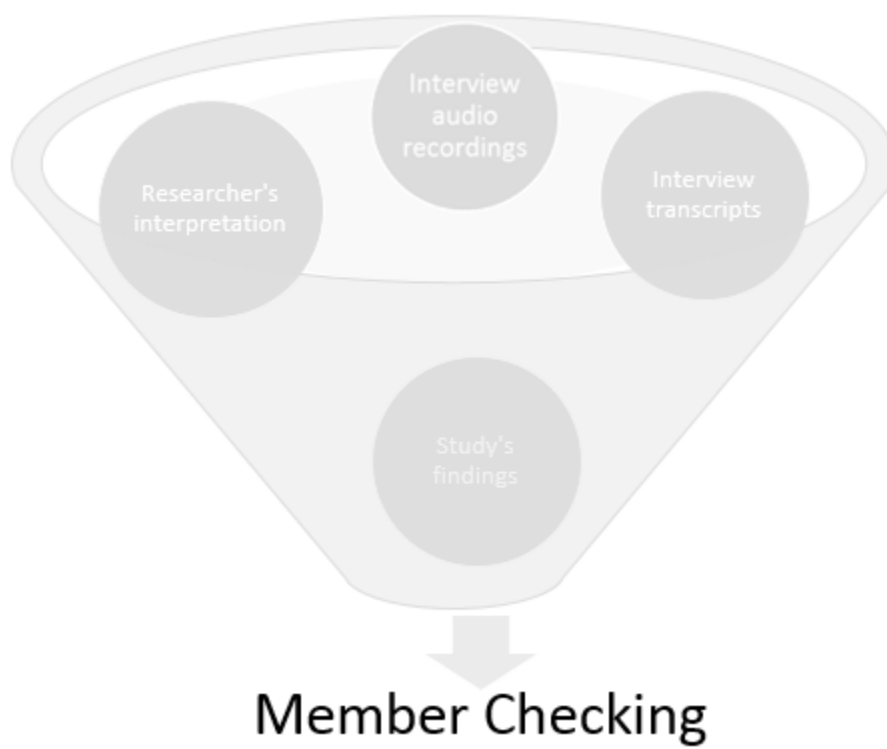 Interview
audio
recordings
Researcher's
interpretation
Interview
transcripts
Study's
findings
Member Checking